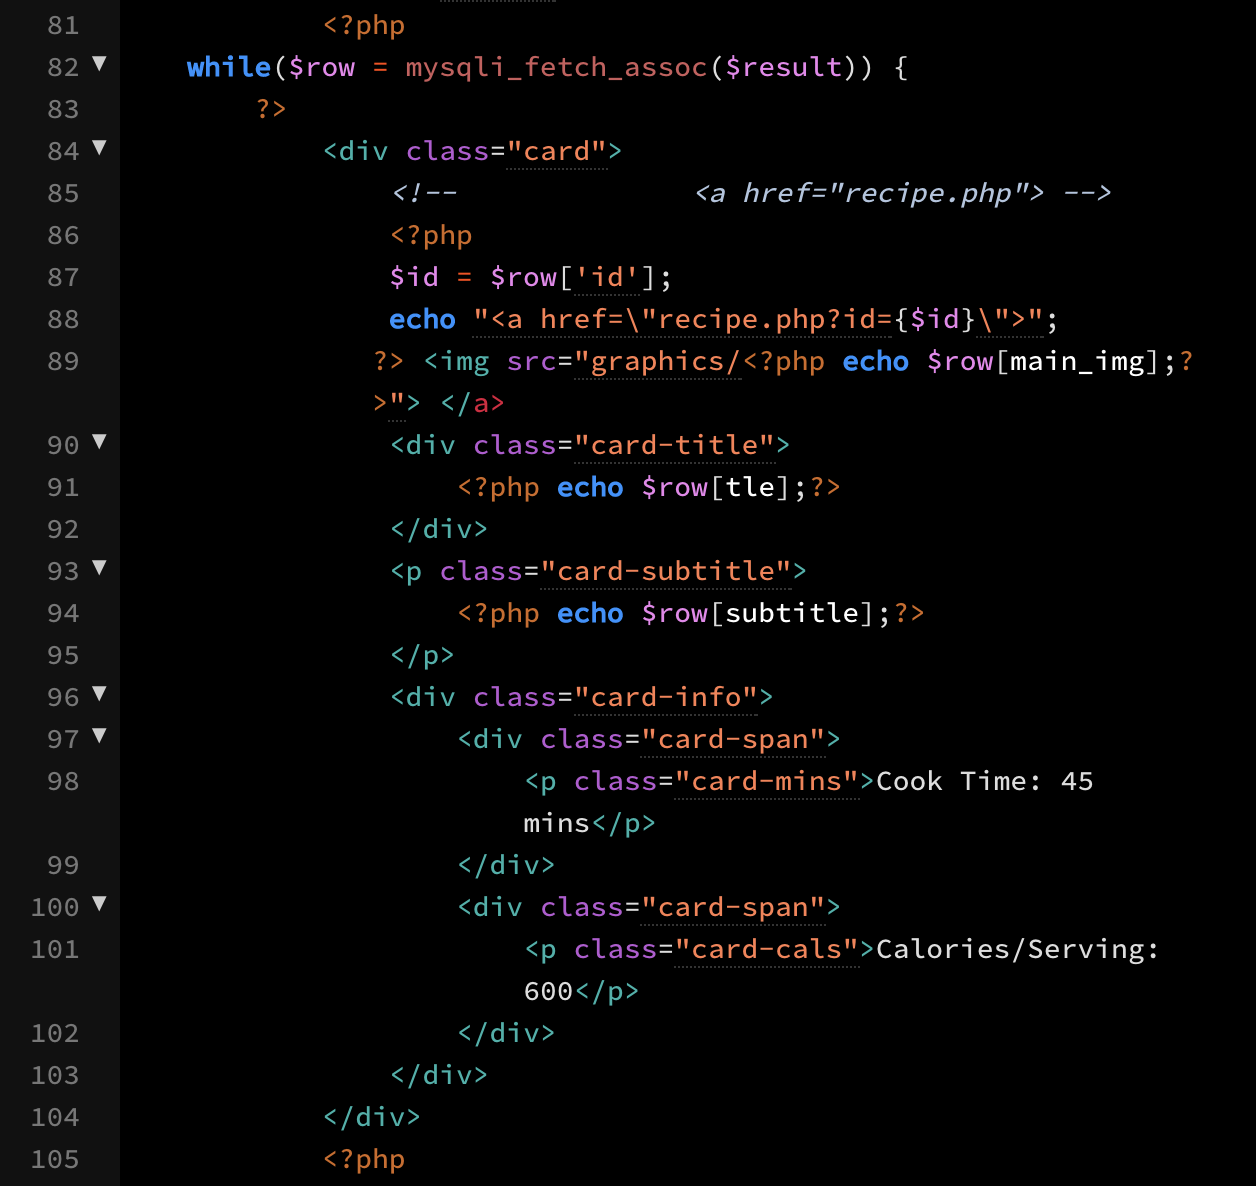 81 <?php
82 ▼ while($row = mysqli_fetch_assoc($result)) {
83 ?>
84 ▼ <div class="card">
85 <!-- <a href="recipe.php"> -->
86 <?php
87 $id = $row['id'];
88 echo "<a href=\"recipe.php?id={$id}\">";
89 ?> <img src="graphics/<?php echo $row[main_img];?
>"> </a>
90 ▼ <div class="card-title">
91 <?php echo $row[tle];?>
92 </div>
93 ▼ <p class="card-subtitle">
94 <?php echo $row[subtitle];?>
95 </p>
96 ▼ <div class="card-info">
97 ▼ <div class="card-span">
98 <p class="card-mins">Cook Time: 45
mins</p>
99 </div>
100 ▼ <div class="card-span">
101 <p class="card-cals">Calories/Serving:
600</p>
102 </div>
103 </div>
104 </div>
105 <?php